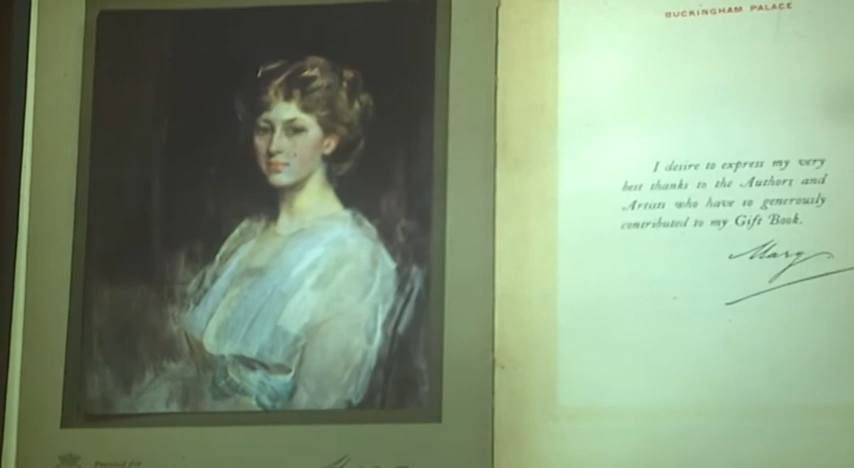 BUCKINGHAM PALACE
I desire to express my very
best thanks to the Authors and
Artists who have so generously
contributed to my Gift Book.
Mary